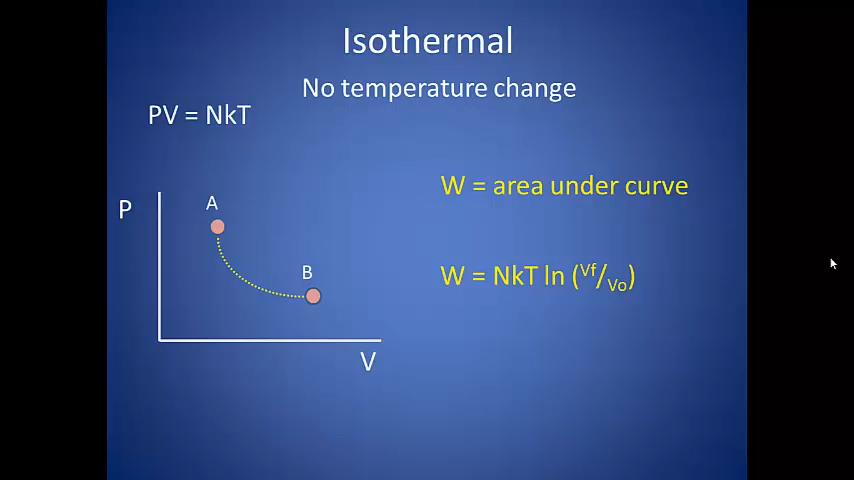 Isothermal
No temperature change
PV = NkT
W = area under curve
P
A
B
V
W = NkT ln (Vf/Vo)